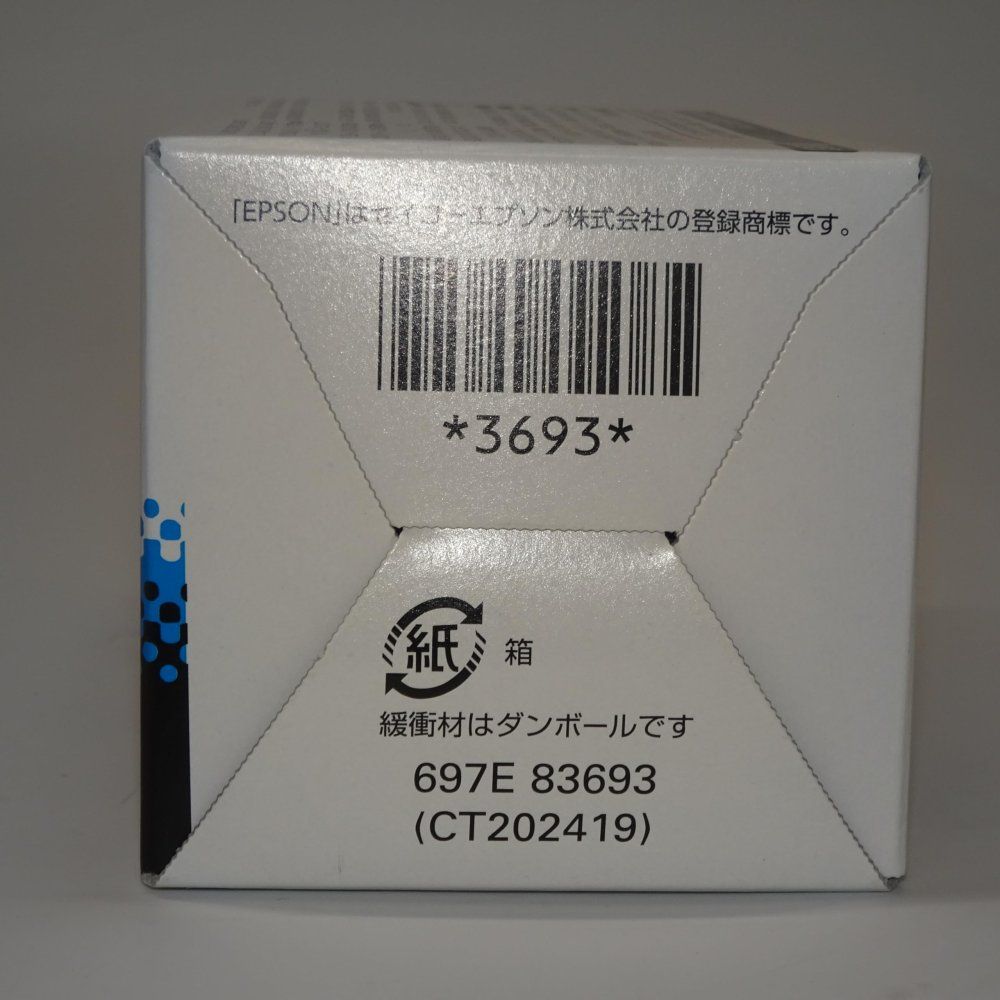 「EPSON」はセイコーエプソン株式会社の登録商標です。
*3693*
紙 箱
緩衝材はダンボールです
697E 83693
(CT202419)